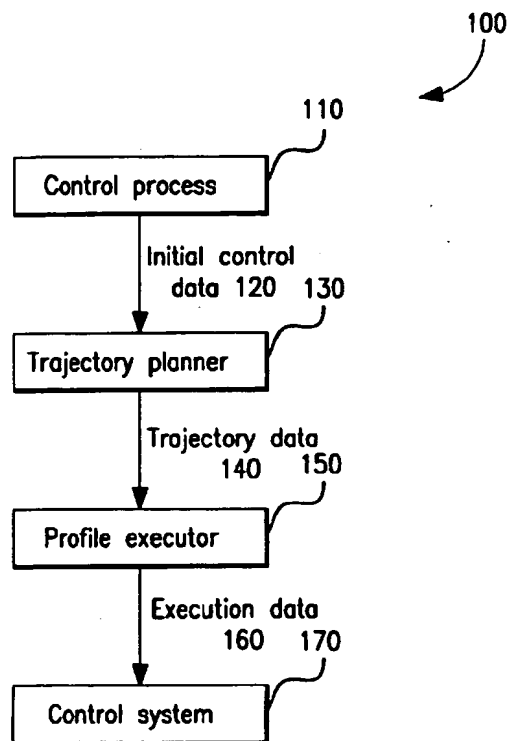 100
110
Control process
Initial control
data 120 130
Trajectory planner
Trajectory data
140 150
Profile executor
Execution data
160 170
Control system